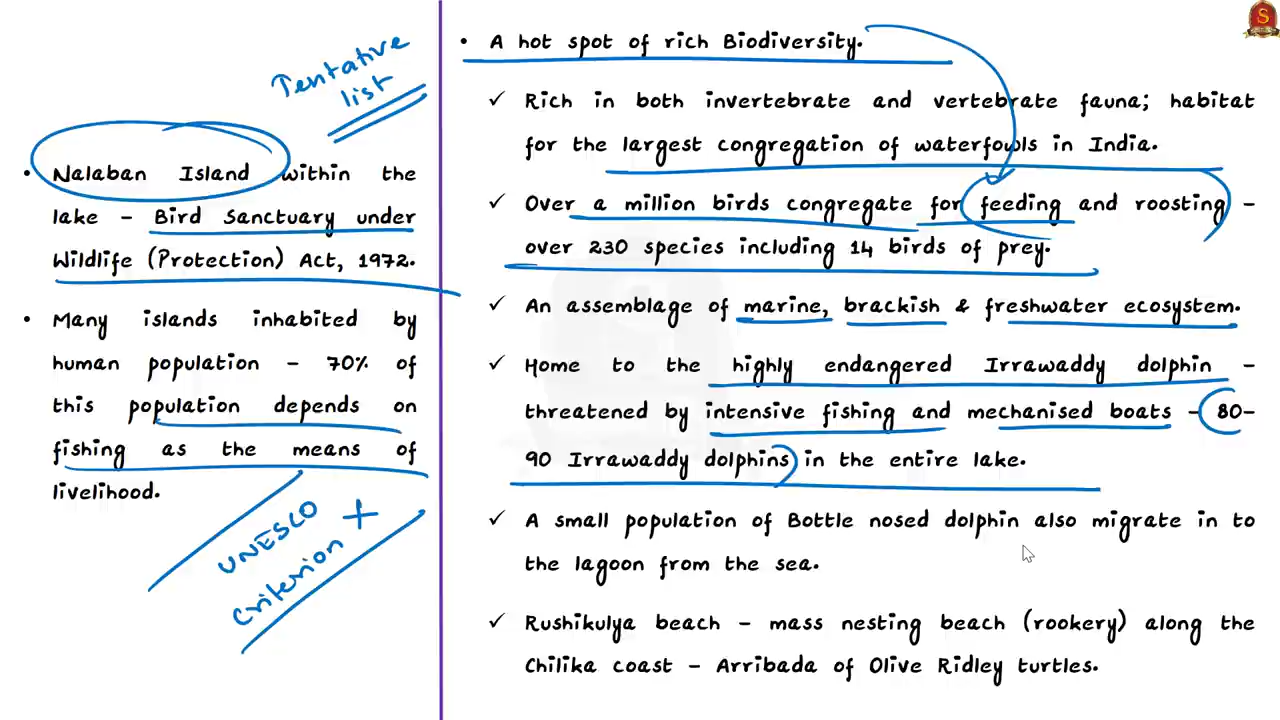 Tentative
list
• Nalaban Island within the
lake – Bird Sanctuary under
Wildlife (Protection) Act, 1972.
• Many islands inhabited by
human population – 70% of
this population depends on
fishing as the means of
livelihood.
UNESCO
Criterion X
• A hot spot of rich Biodiversity.
✓ Rich in both invertebrate and vertebrate fauna; habitat
for the largest congregation of waterfowls in India.
✓ Over a million birds congregate for feeding and roosting –
over 230 species including 14 birds of prey.
✓ An assemblage of marine, brackish & freshwater ecosystem.
✓ Home to the highly endangered Irrawaddy dolphin –
threatened by intensive fishing and mechanised boats – 80-
90 Irrawaddy dolphins in the entire lake.
✓ A small population of Bottle nosed dolphin also migrate in to
the lagoon from the sea.
✓ Rushikulya beach – mass nesting beach (rookery) along the
Chilika coast – Arribada of Olive Ridley turtles.
S